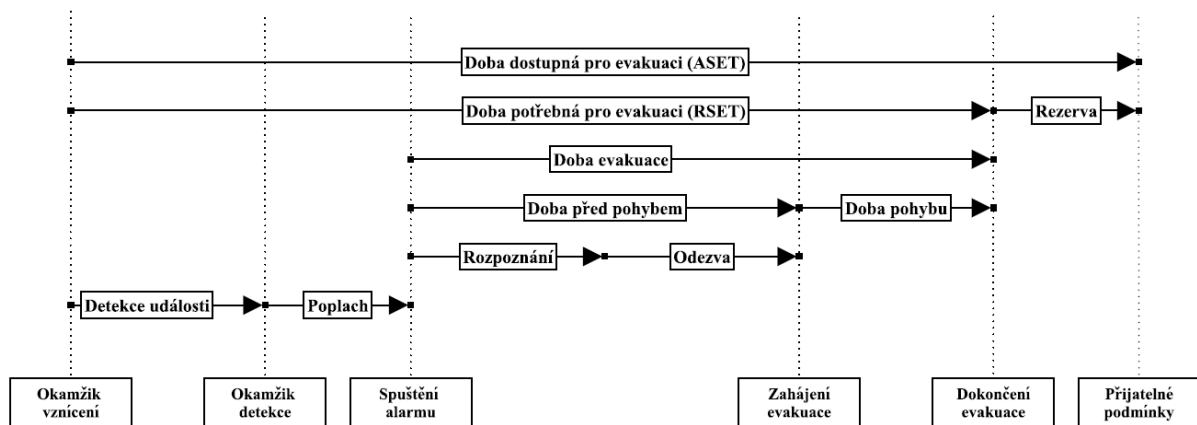 Doba dostupná pro evakuaci (ASET)
Doba potřebná pro evakuaci (RSET)
Rezerva
Doba evakuace
Doba před pohybem
Doba pohybu
Rozpoznání
Odezva
Detekce události
Poplach
Okamžik
vznícení
Okamžik
detekce
Spuštění
alarmu
Zahájení
evakuace
Dokončení
evakuace
Přijatelné
podmínky